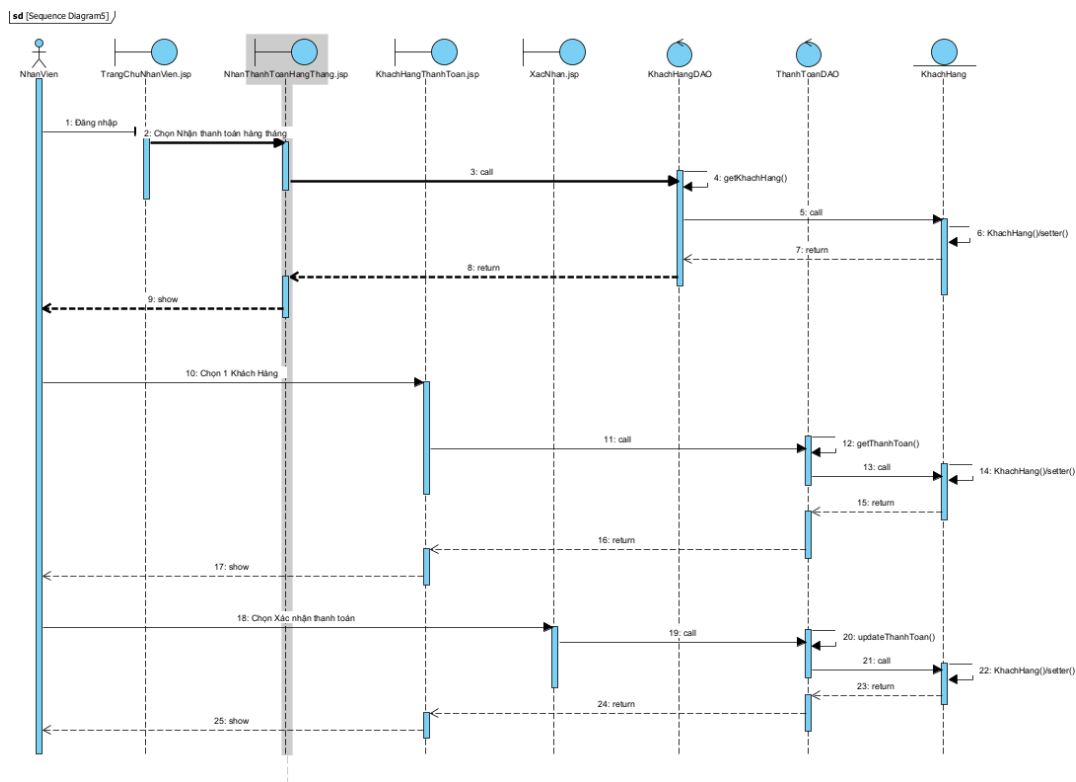 sd [Sequence Diagram5]
NhanVien
TrangChuNhanVien.jsp
NhanThanhToanHangThang.jsp
KhachHangThanhToan.jsp
XacNhan.jsp
KhachHangDAO
ThanhToanDAO
KhachHang
1: Đăng nhập
2: Chọn Nhận thanh toán hàng tháng
3: call
4: getKhachHang()
5: call
6: KhachHang()/setter()
7: return
8: return
9: show
10: Chọn 1 Khách Hàng
11: call
12: getThanhToan()
13: call
14: KhachHang()/setter()
15: return
16: return
17: show
18: Chọn Xác nhận thanh toán
19: call
20: updateThanhToan()
21: call
22: KhachHang()/setter()
23: return
24: return
25: show